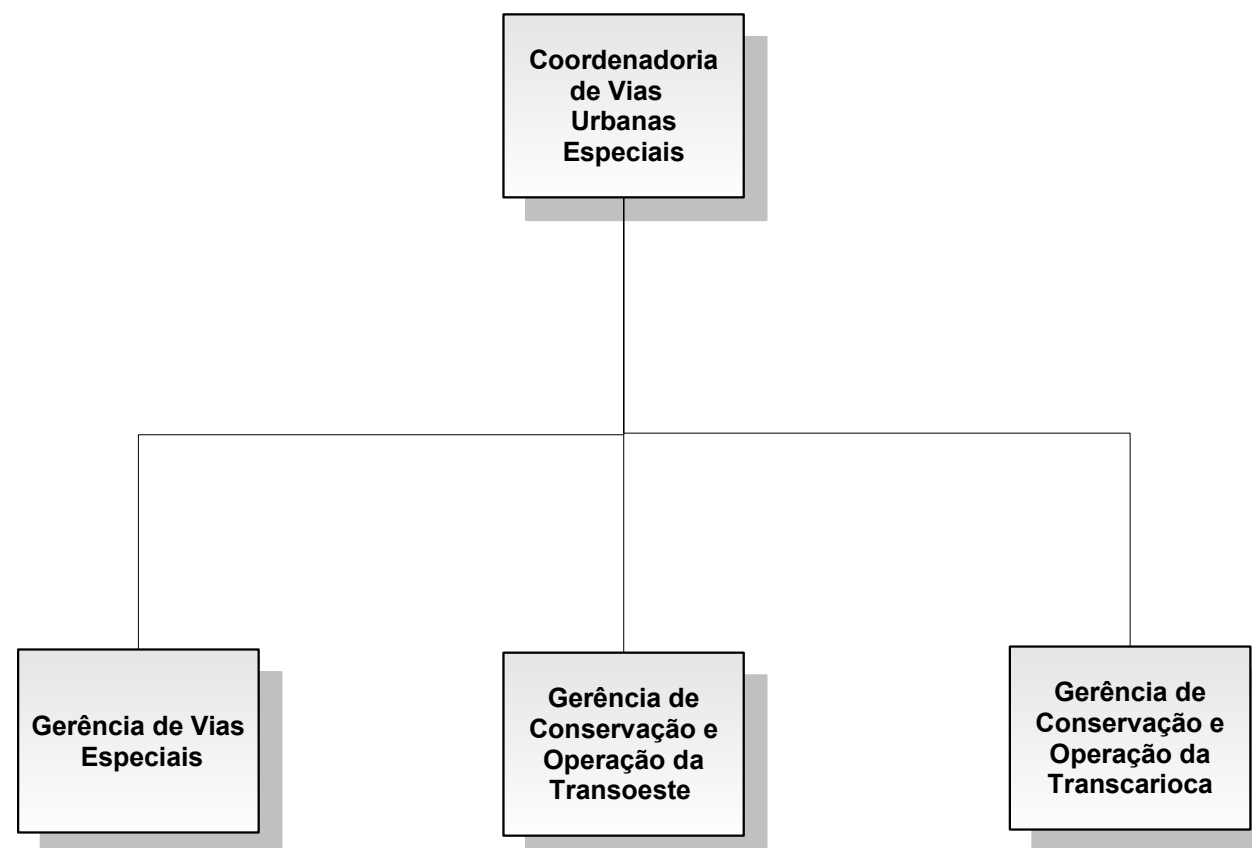 Coordenadoria
de Vias
Urbanas
Especiais
Gerência de Vias
Especiais
Gerência de
Conservação e
Operação da
Transoeste
Gerência de
Conservação e
Operação da
Transcarioca